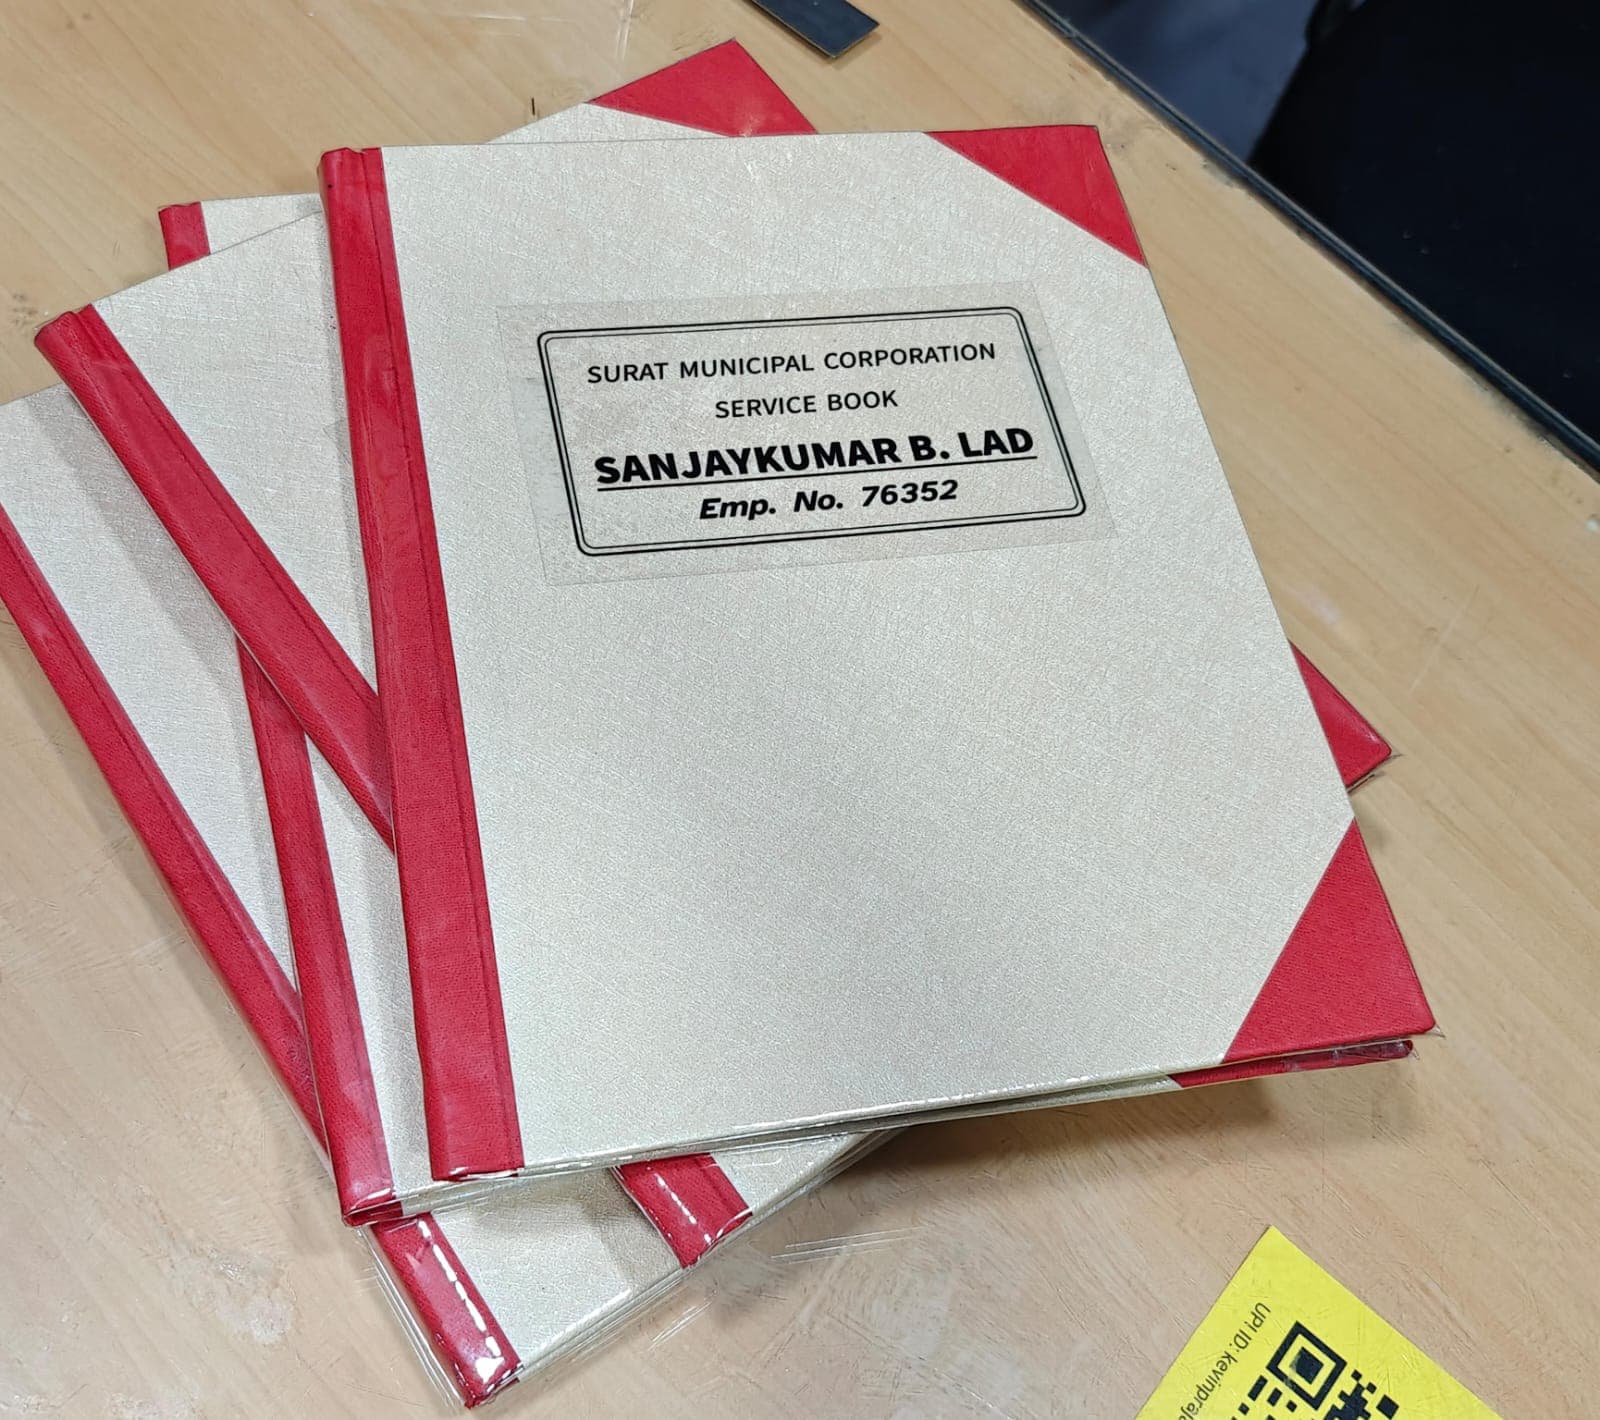 SURAT MUNICIPAL CORPORATION
SERVICE BOOK
SANJAYKUMAR B. LAD
Emp. No. 76352
UPI ID: